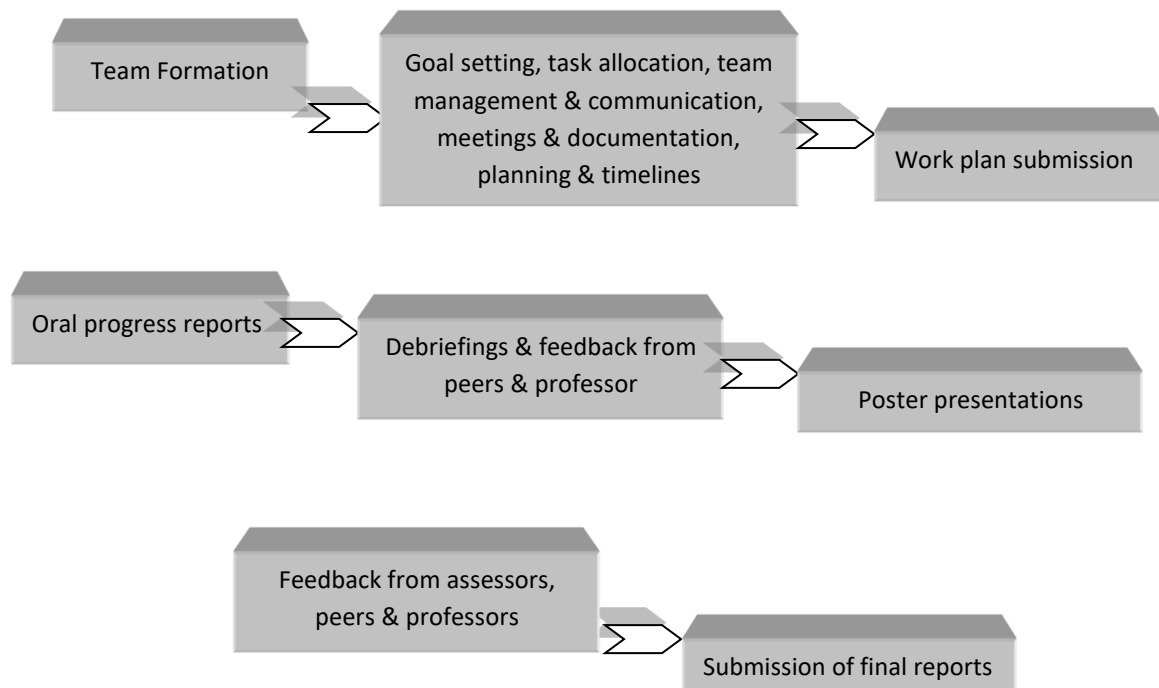 Team Formation
Goal setting, task allocation, team
management & communication,
meetings & documentation,
planning & timelines
Work plan submission
Oral progress reports
Debriefings & feedback from
peers & professor
Poster presentations
Feedback from assessors,
peers & professors
Submission of final reports